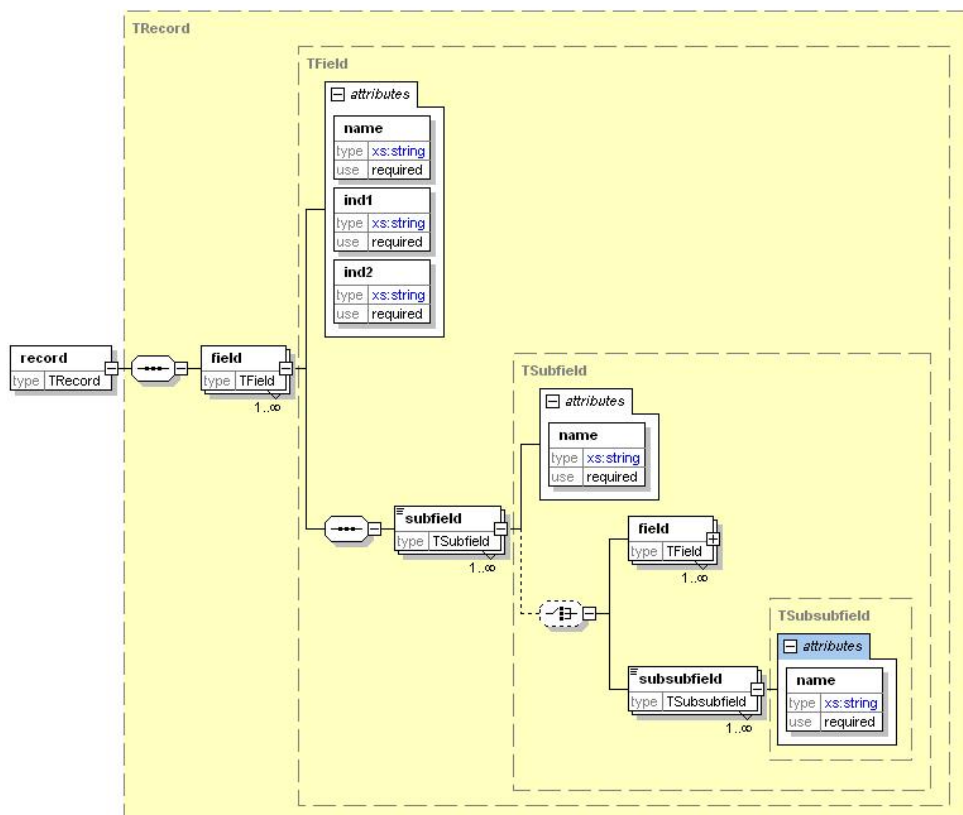 TRecord
TField
attributes
name
type xs:string
use required
ind1
type xs:string
use required
ind2
type xs:string
use required
record
type TRecord
field
type TField
1..∞
TSubfield
attributes
name
type xs:string
use required
subfield
type TSubfield
1..∞
field
type TField
1..∞
TSubsubfield
attributes
subsubfield
type TSubsubfield
1..∞
name
type xs:string
use required